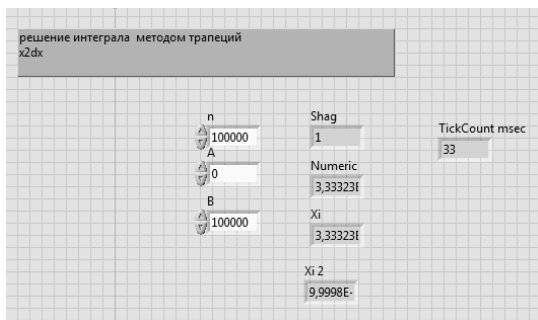 решение интеграла методом трапеций
x2dx
n
100000
A
0
B
100000
Shag
1
Numeric
3,33323E
Xi
3,33323E
Xi 2
9,9998E-
TickCount msec
33